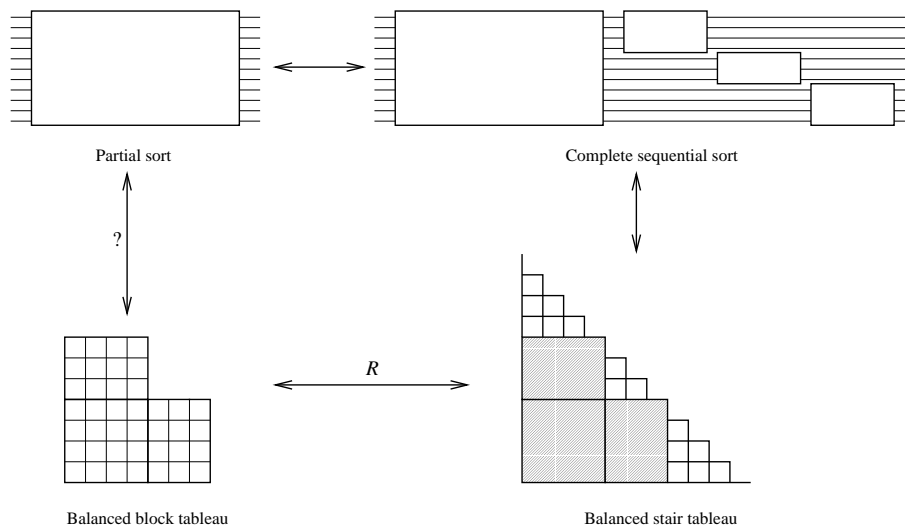 Partial sort
Complete sequential sort
?
R
Balanced block tableau
Balanced stair tableau